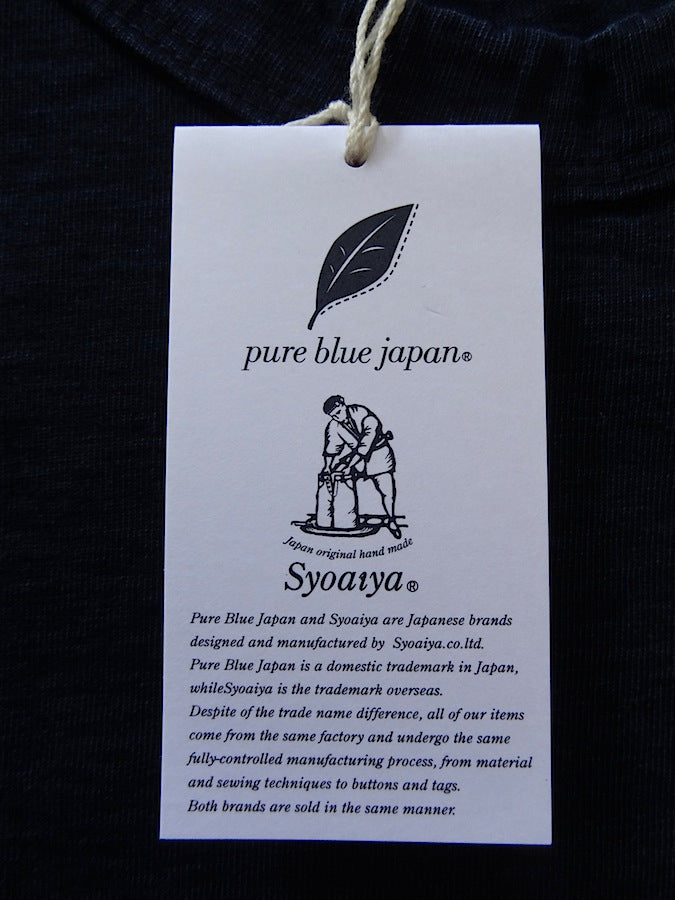 pure blue japan®
Japan original hand made
Syoaiya®
Pure Blue Japan and Syoaiya are Japanese brands
designed and manufactured by Syoaiya.co.ltd.
Pure Blue Japan is a domestic trademark in Japan,
whileSyoaiya is the trademark overseas.
Despite of the trade name difference, all of our items
come from the same factory and undergo the same
fully-controlled manufacturing process, from material
and sewing techniques to buttons and tags.
Both brands are sold in the same manner.